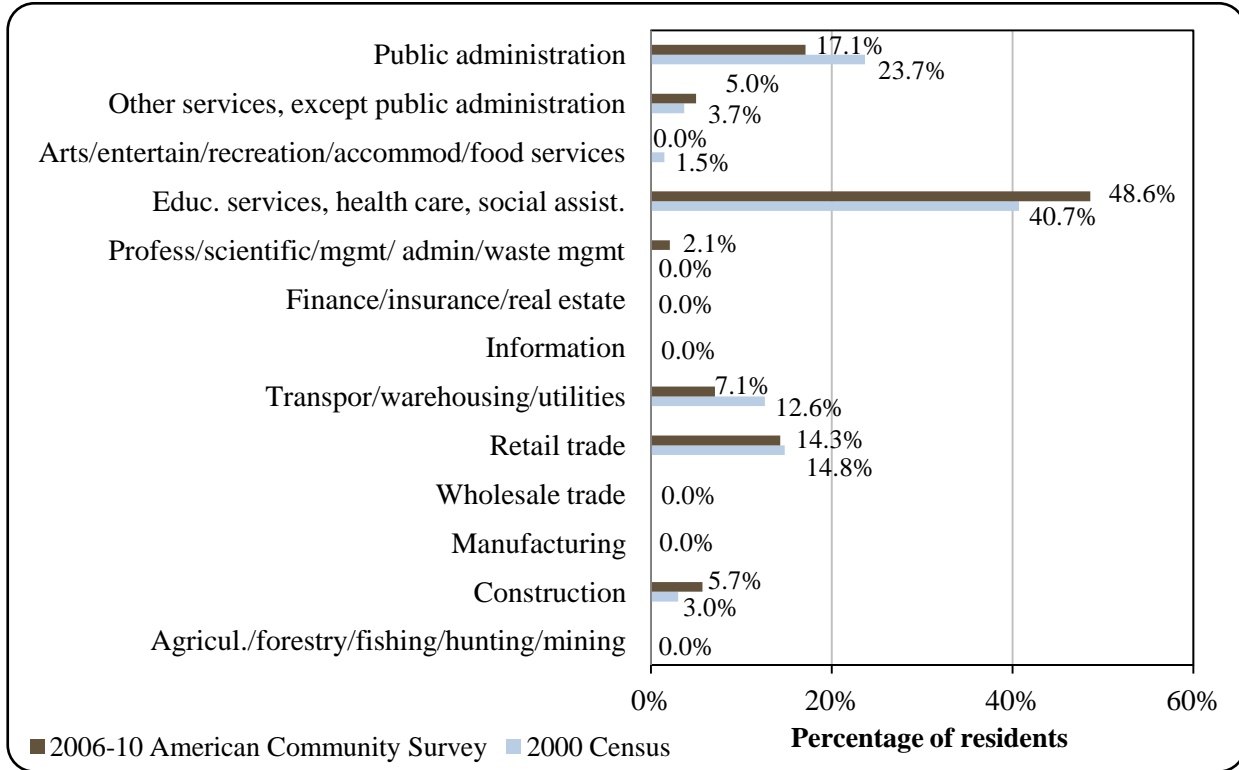 Public administration 17.1%
23.7%
Other services, except public administration 5.0%
3.7%
Arts/entertain/recreation/accommod/food services 0.0%
1.5%
Educ. services, health care, social assist. 48.6%
40.7%
Profess/scientific/mgmt/ admin/waste mgmt 2.1%
0.0%
Finance/insurance/real estate 0.0%
Information 0.0%
Transpor/warehousing/utilities 7.1%
12.6%
Retail trade 14.3%
14.8%
Wholesale trade 0.0%
Manufacturing 0.0%
Construction 5.7%
3.0%
Agricul./forestry/fishing/hunting/mining 0.0%
0% 20% 40% 60%
Percentage of residents
2006-10 American Community Survey 2000 Census